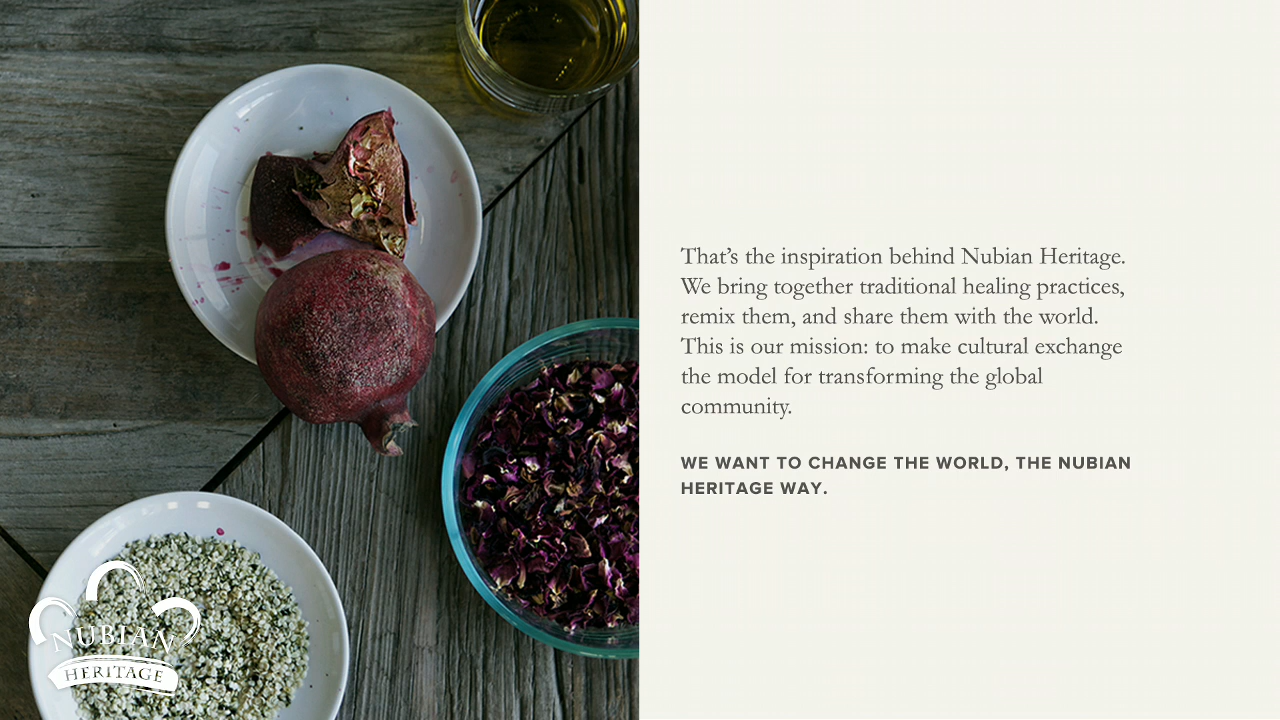 That’s the inspiration behind Nubian Heritage.
We bring together traditional healing practices,
remix them, and share them with the world.
This is our mission: to make cultural exchange
the model for transforming the global
community.
WE WANT TO CHANGE THE WORLD, THE NUBIAN
HERITAGE WAY.
NUBIAN
HERITAGE